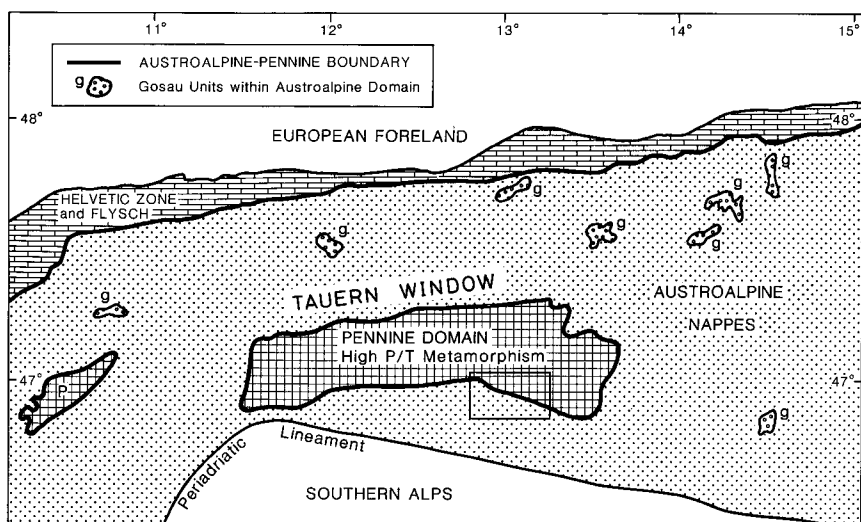 11° 12° 13° 14° 15°
AUSTROALPINE-PENNINE BOUNDARY
g Gosau Units within Austroalpine Domain
48° 48°
EUROPEAN FORELAND
HELVETIC ZONE
and FLYSCH
g
g
g
g
g
g
g
TAUERN WINDOW
AUSTROALPINE
NAPPES
PENNINE DOMAIN
High P/T Metamorphism
47° 47°
P
g
Periadriatic Lineament
SOUTHERN ALPS